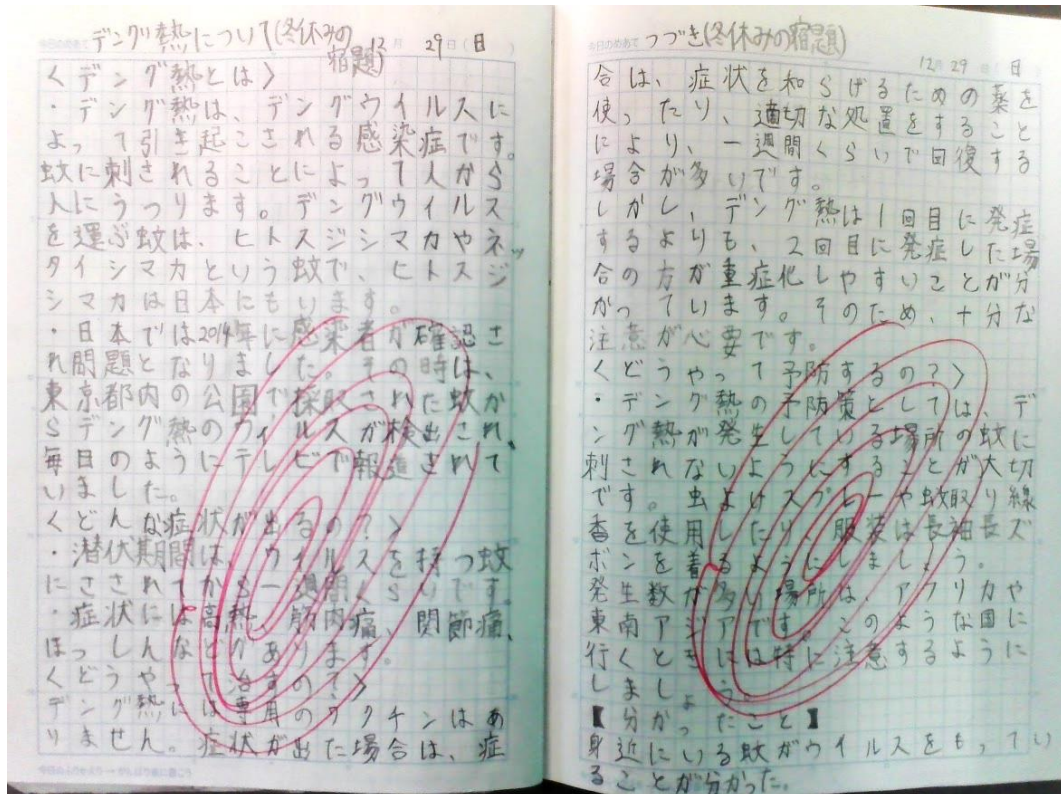 デング熱について(冬休みの宿題)
12月29日(日)
<デング熱とは>
・デング熱は、デングウイルスに
よって引き起こされる感染症です。
蚊に刺されることによって人から
人にうつります。デングウイルス
を運ぶ蚊は、ヒトスジシマカやネッ
タイシマカという蚊で、ヒトスジ
シマカは日本にもいます。
・日本では2014年に感染者が確認さ
れ問題となりました。その時は、
東京都内の公園で採取された蚊か
らデング熱のウィルスが検出され、
毎日のようにテレビで報道されて
いました。
<どんな症状が出るの?>
・潜伏期間は、ウイルスを持つ蚊
にさされてから一週間くらいです。
・症状には高熱、筋肉痛、関節痛、
ほっしんなどがあります。
<どうやって治すの?>
デング熱には専用のワクチンはあ
りません。症状が出た場合は、症
今日のめあて つづき(冬休みの宿題)
12月29日 日
合は、症状を和らげるための薬を
使ったり、適切な処置をすること
により、一週間くらいで回復する
場合が多いです。
しかし、デング熱は1回目に発症
するよりも、2回目に発症した場
合の方が重症化しやすいことが分
かっています。そのため、十分な
注意が心要です。
<どうやって予防するの?>
・デング熱の予防策としては、デ
ング熱が発生している場所の蚊に
刺されないようにすることが大切
です。虫よけスプレーや蚊取り線
香を使用したり、服装は長袖長ズ
ボンを着るようにしましょう。
発生数が多い場所は、アフリカや
東南アジアです。このような国に
行くときには特に注意するように
しましょう。
【分かったこと】
身近にいる蚊がウイルスをもってい
ることが分かった。